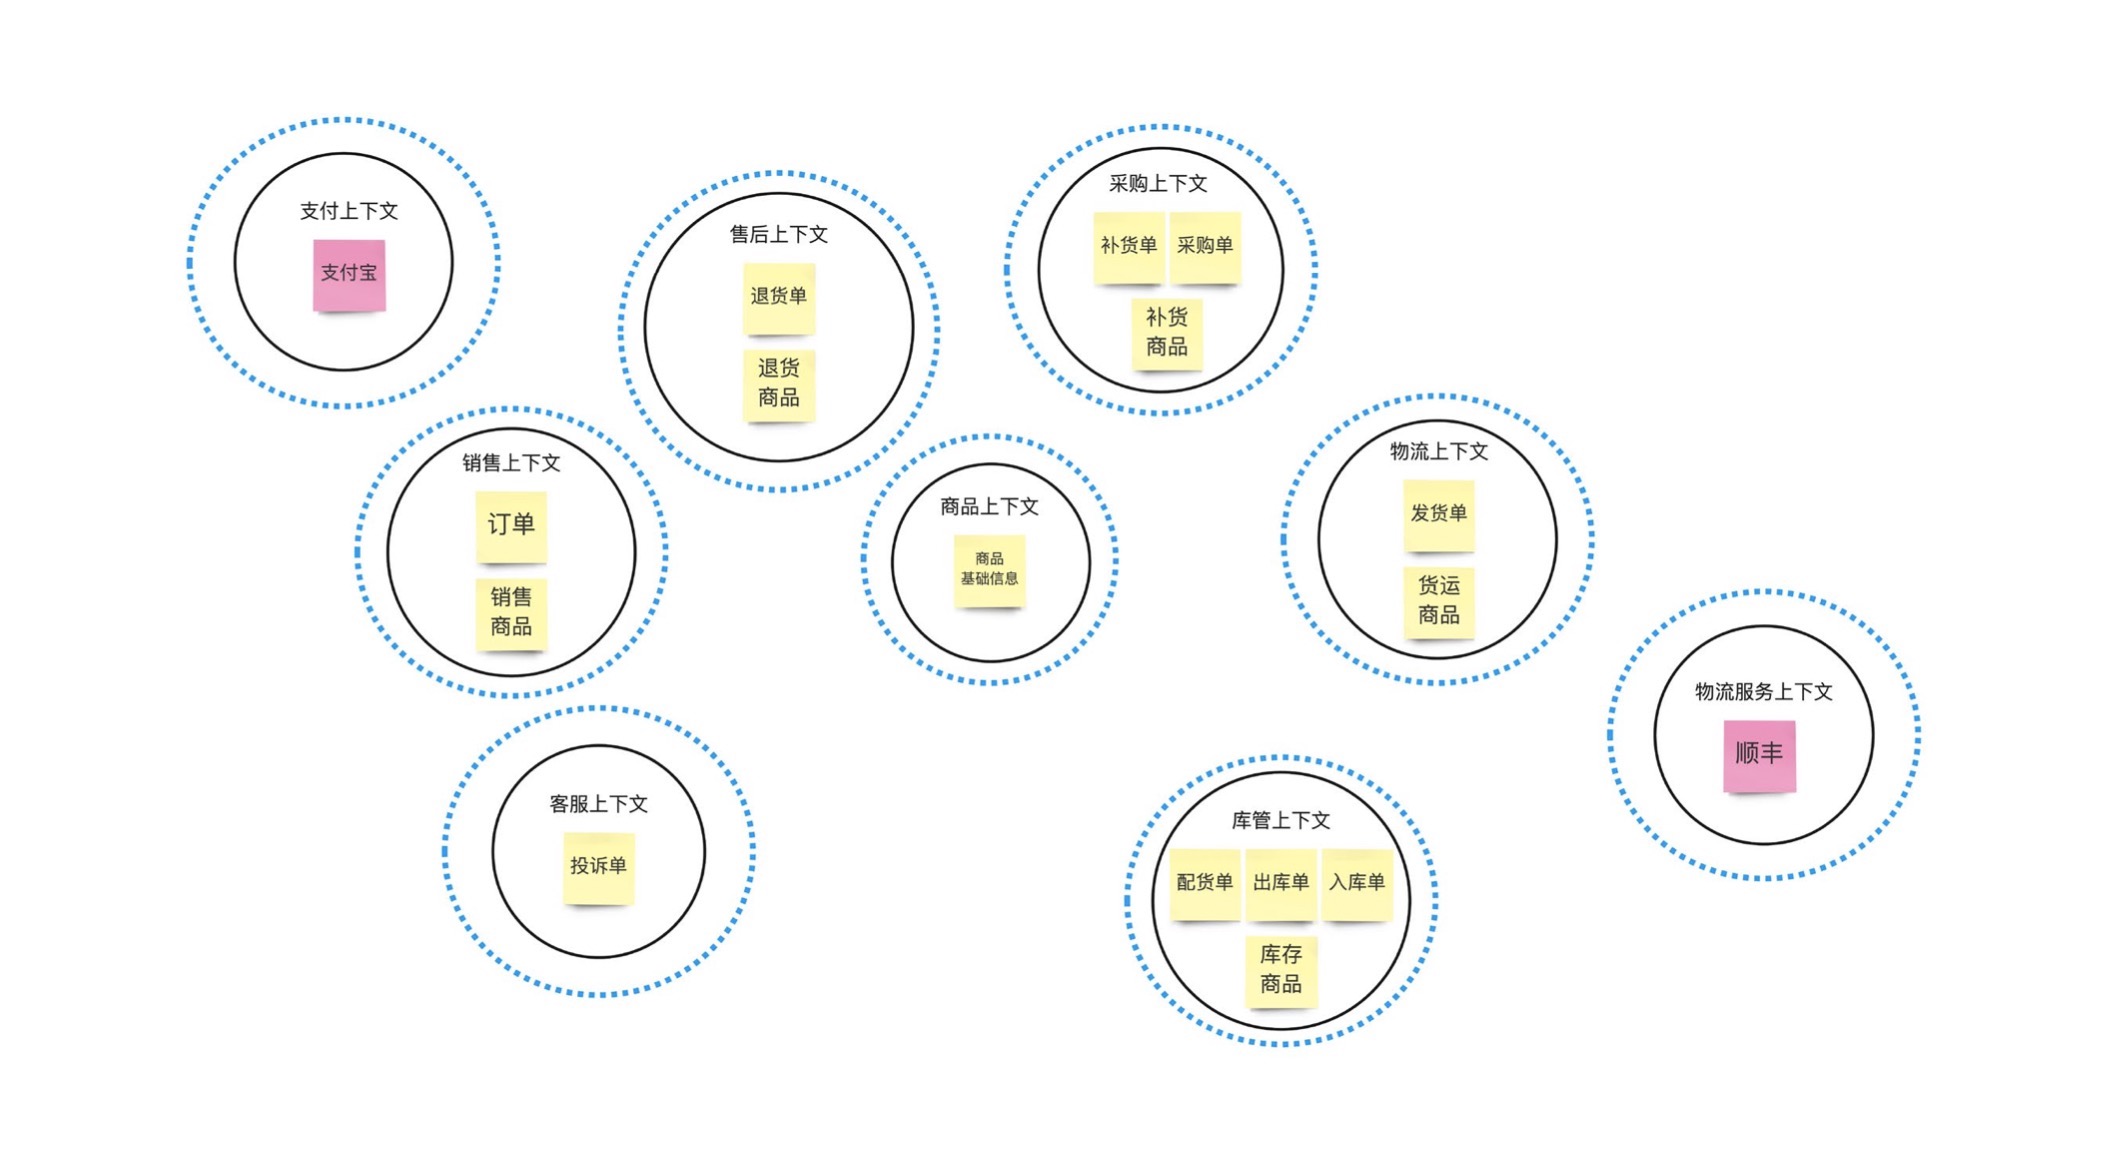 支付上下文
支付宝
售后上下文
退货单
退货
商品
采购上下文
补货单
采购单
补货
商品
销售上下文
订单
销售
商品
商品上下文
商品
基础信息
物流上下文
发货单
货运
商品
物流服务上下文
顺丰
客服上下文
投诉单
库管上下文
配货单
出库单
入库单
库存
商品